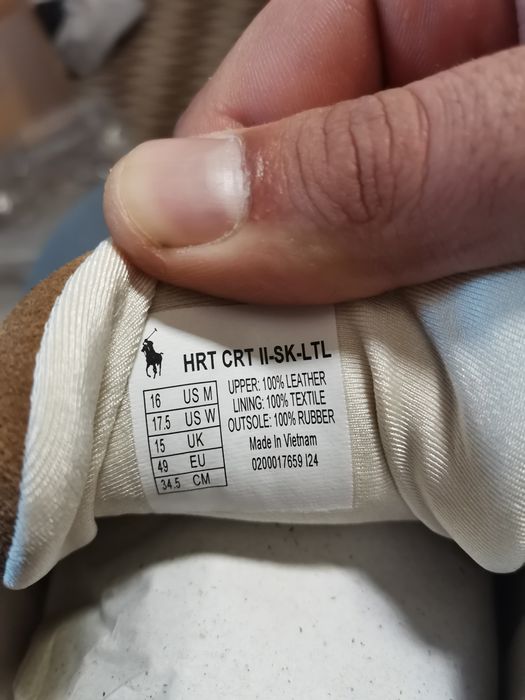 HRT CRT II-SK-LTL
16 US M
17.5 US W
15 UK
49 EU
34.5 CM
UPPER: 100% LEATHER
LINING: 100% TEXTILE
OUTSOLE: 100% RUBBER
Made In Vietnam
0200017659 I24